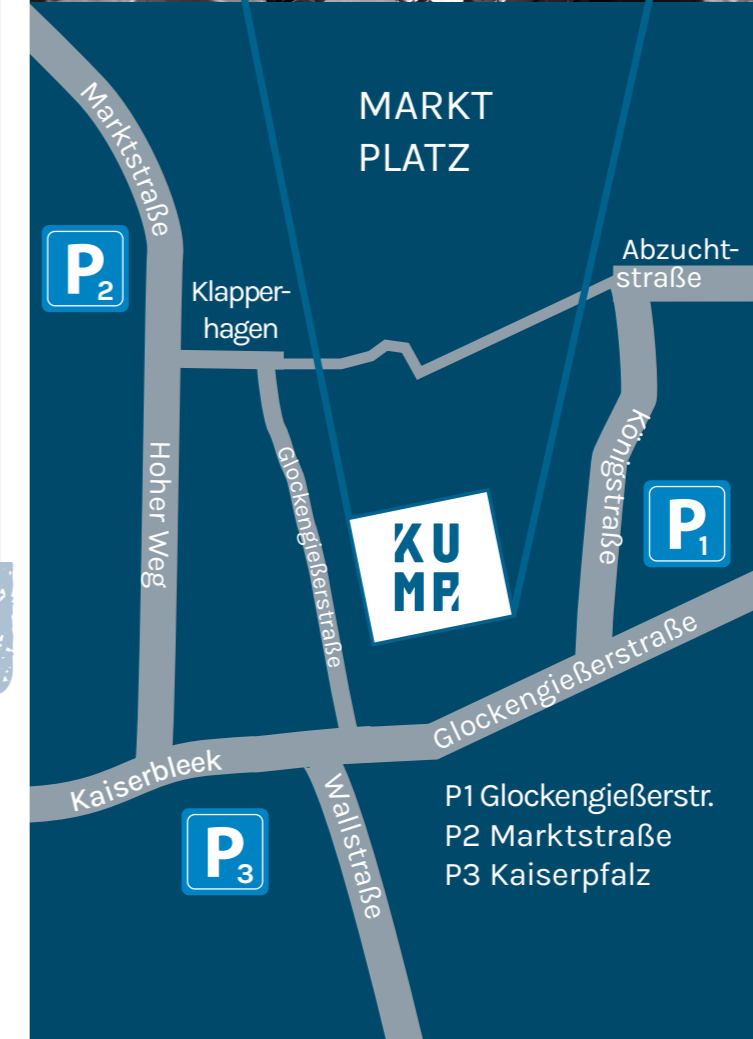 MARKT
PLATZ
Marktstraße
P2
Klapper-
hagen
Abzucht-
straße
Hoher Weg
Glockengießerstraße
Königstraße
P1
KU
MP.
Glockengießerstraße
Kaiserbleek
Wallstraße
P3
P1 Glockengießerstr.
P2 Marktstraße
P3 Kaiserpfalz